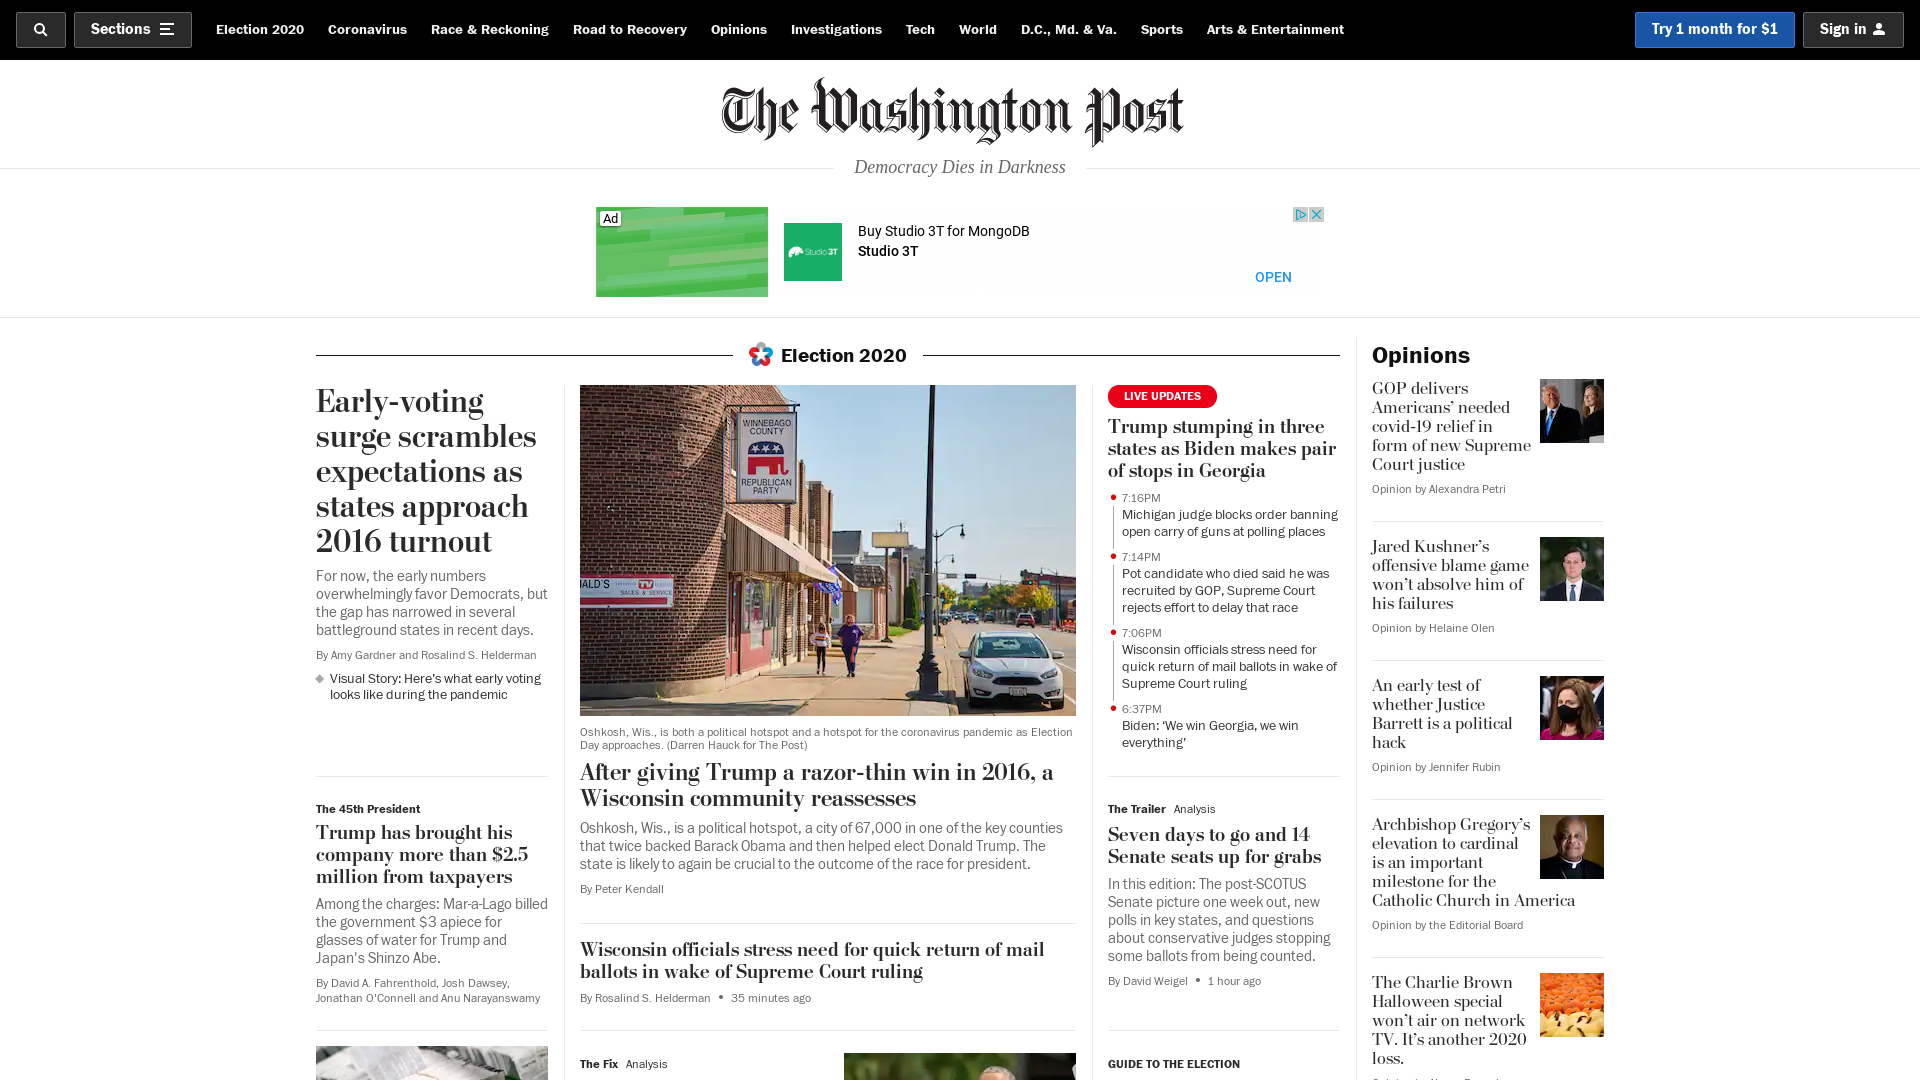 Sections
Election 2020
Coronavirus
Race & Reckoning
Road to Recovery
Opinions
Investigations
Tech
World
D.C., Md. & Va.
Sports
Arts & Entertainment
Try 1 month for $1
Sign in
The Washington Post
Democracy Dies in Darkness
Ad
Studio 3T
Buy Studio 3T for MongoDB
Studio 3T
OPEN
Election 2020
Early-voting
surge scrambles
expectations as
states approach
2016 turnout
For now, the early numbers
overwhelmingly favor Democrats, but
the gap has narrowed in several
battleground states in recent days.
By Amy Gardner and Rosalind S. Helderman
Visual Story: Here's what early voting
looks like during the pandemic
The 45th President
Trump has brought his
company more than $2.5
million from taxpayers
Among the charges: Mar-a-Lago billed
the government $3 apiece for
glasses of water for Trump and
Japan's Shinzo Abe.
By David A. Fahrenthold, Josh Dawsey,
Jonathan O'Connell and Anu Narayanswamy
WINNEBAGO
COUNTY
REPUBLICAN
PARTY
NALD'S
TV
SALES & SERVICE
Oshkosh, Wis., is both a political hotspot and a hotspot for the coronavirus pandemic as Election
Day approaches. (Darren Hauck for The Post)
After giving Trump a razor-thin win in 2016, a
Wisconsin community reassesses
Oshkosh, Wis., is a political hotspot, a city of 67,000 in one of the key counties
that twice backed Barack Obama and then helped elect Donald Trump. The
state is likely to again be crucial to the outcome of the race for president.
By Peter Kendall
Wisconsin officials stress need for quick return of mail
ballots in wake of Supreme Court ruling
By Rosalind S. Helderman • 35 minutes ago
The Fix Analysis
LIVE UPDATES
Trump stumping in three
states as Biden makes pair
of stops in Georgia
7:16PM
Michigan judge blocks order banning
open carry of guns at polling places
7:14PM
Pot candidate who died said he was
recruited by GOP, Supreme Court
rejects effort to delay that race
7:06PM
Wisconsin officials stress need for
quick return of mail ballots in wake of
Supreme Court ruling
6:37PM
Biden: ‘We win Georgia, we win
everything’
The Trailer Analysis
Seven days to go and 14
Senate seats up for grabs
In this edition: The post-SCOTUS
Senate picture one week out, new
polls in key states, and questions
about conservative judges stopping
some ballots from being counted.
By David Weigel • 1 hour ago
GUIDE TO THE ELECTION
Opinions
GOP delivers
Americans’ needed
covid-19 relief in
form of new Supreme
Court justice
Opinion by Alexandra Petri
Jared Kushner’s
offensive blame game
won’t absolve him of
his failures
Opinion by Helaine Olen
An early test of
whether Justice
Barrett is a political
hack
Opinion by Jennifer Rubin
Archbishop Gregory’s
elevation to cardinal
is an important
milestone for the
Catholic Church in America
Opinion by the Editorial Board
The Charlie Brown
Halloween special
won’t air on network
TV. It’s another 2020
loss.